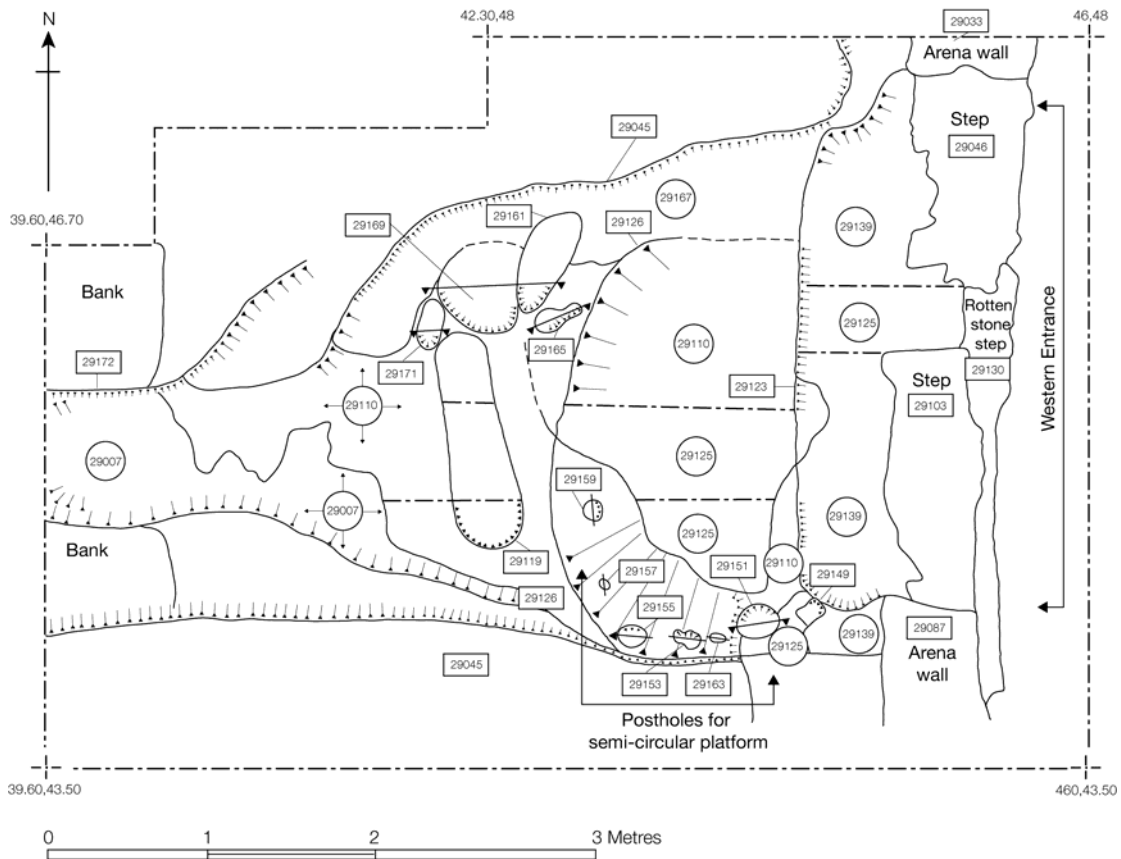 N
42.30,48
46,48
29033
Arena wall
Step
29046
29045
29167
39.60,46.70
29169
29161
29126
29139
Bank
Western Entrance
Rotten
stone
step
29125
29110
29165
29172
29171
29123
29130
Step
29103
29110
29007
29125
29159
29007
29139
29125
Bank
29119
29157
29151
29110
29149
29126
29155
29139
29087
29125
Arena
wall
29045
29153
29163
Postholes for
semi-circular platform
39.60,43.50
460,43.50
0
1
2
3 Metres